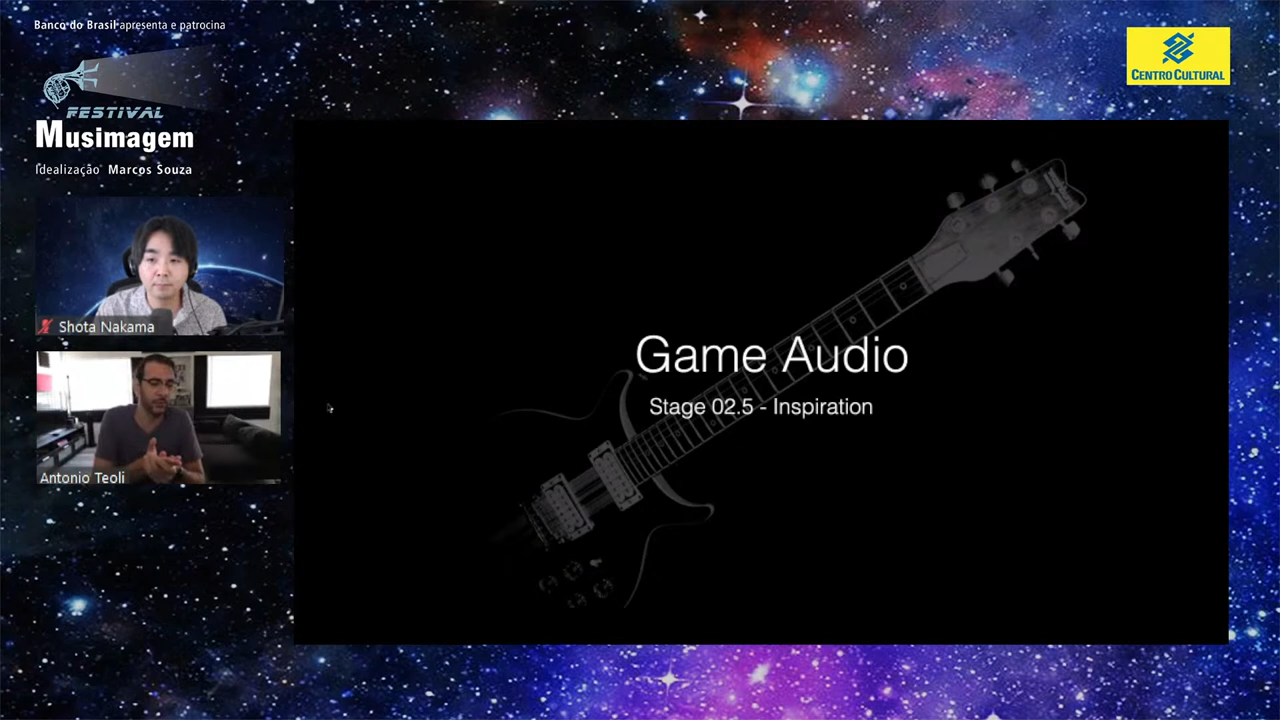 Banco do Brasil apresenta e patrocina
FESTIVAL
Musimagem
Idealização Marcos Souza
CENTRO CULTURAL
Shota Nakama
Antonio Teoli
Game Audio
Stage 02.5 - Inspiration